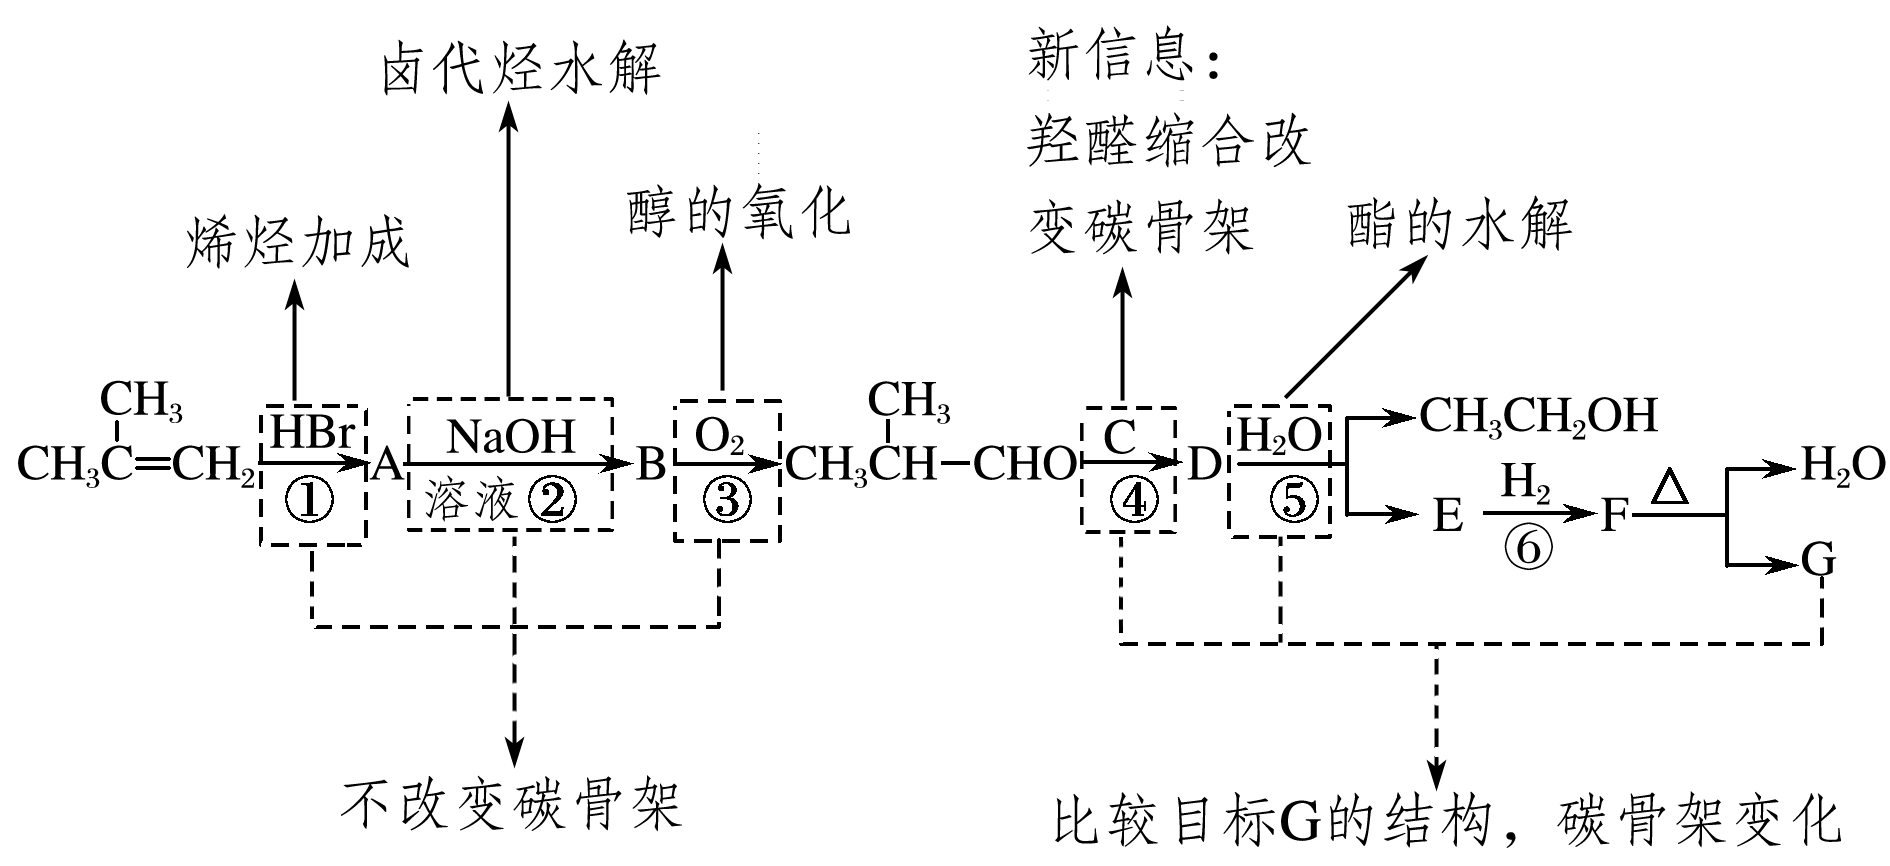 卤代烃水解
新信息：
羟醛缩合改
变碳骨架
醇的氧化
烯烃加成
酯的水解
CH₃
CH₃C=CH₂
HBr
①
A
NaOH
溶液②
B
O₂
③
CH₃
CH₃CH—CHO
C
④
D
H₂O
⑤
CH₃CH₂OH
E
H₂
⑥
F
△
H₂O
G
不改变碳骨架
比较目标G的结构，碳骨架变化